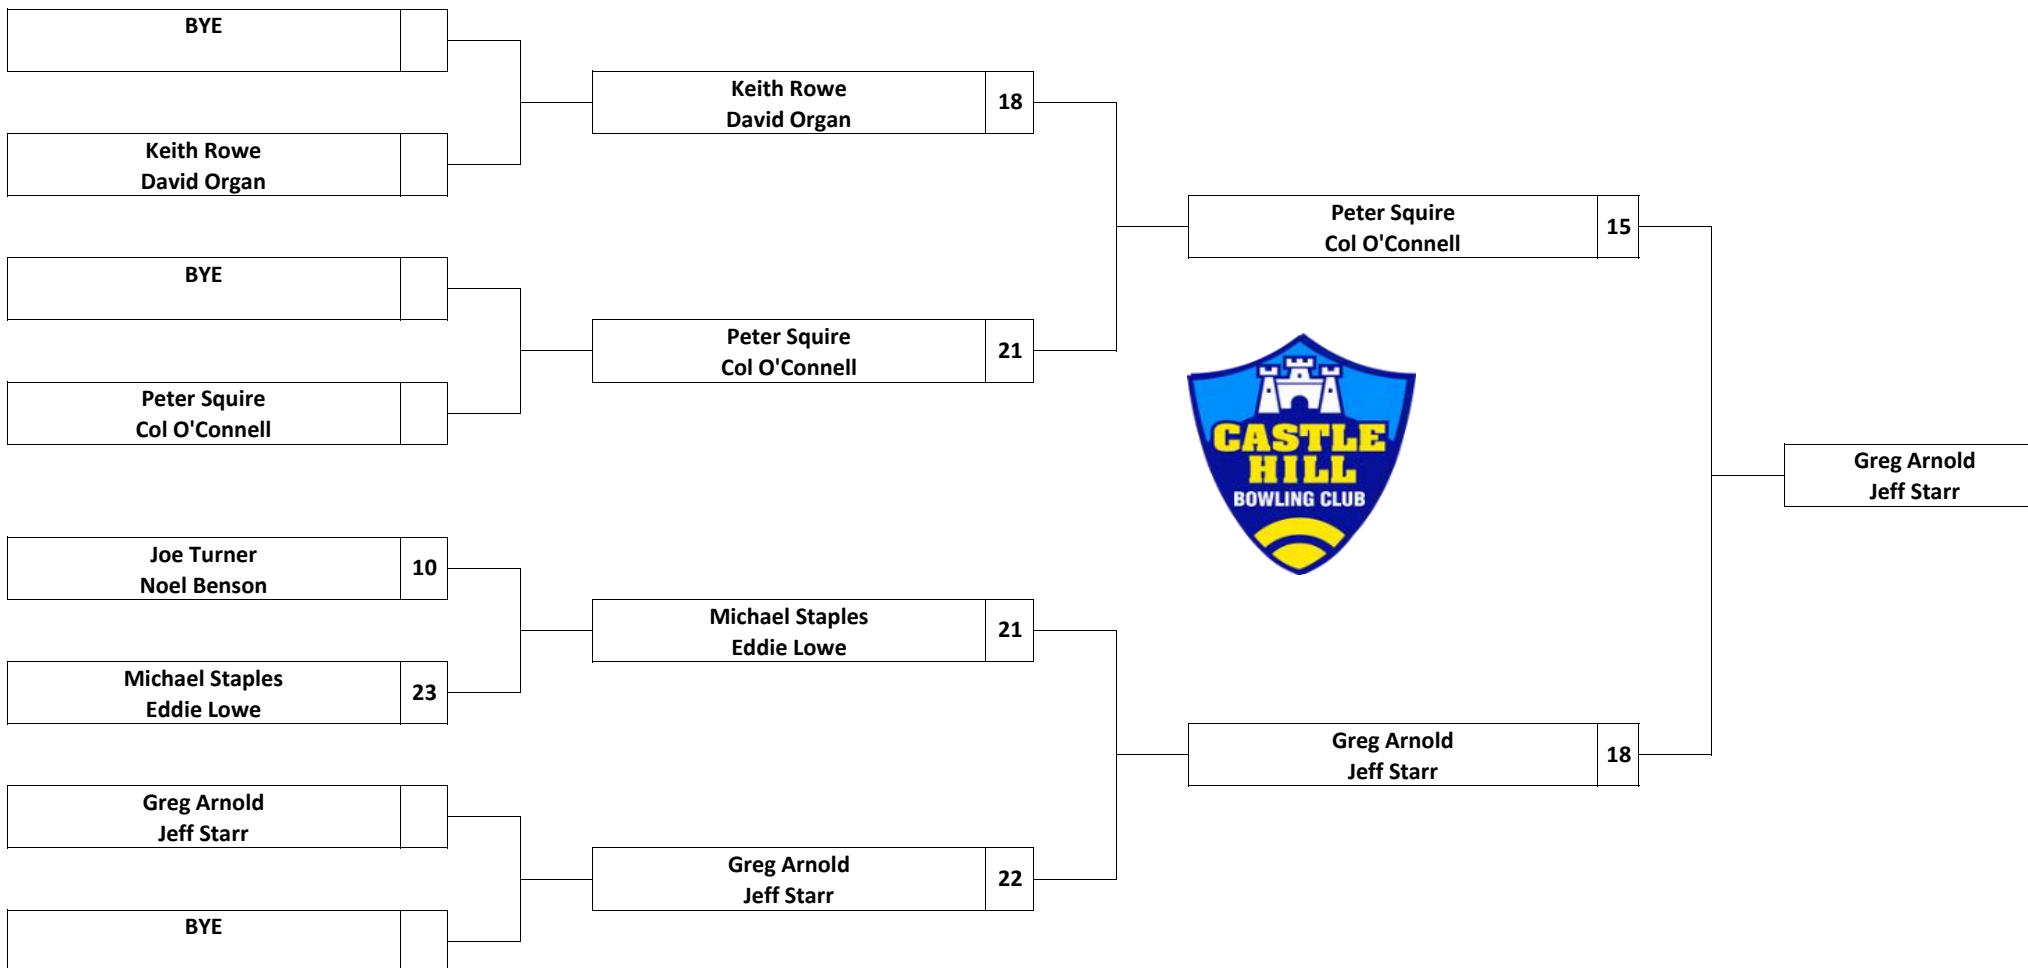 BYE
Keith Rowe
David Organ
BYE
Peter Squire
Col O'Connell
Joe Turner
Noel Benson
10
Michael Staples
Eddie Lowe
23
Greg Arnold
Jeff Starr
BYE
Keith Rowe
David Organ
18
Peter Squire
Col O'Connell
21
Michael Staples
Eddie Lowe
21
Greg Arnold
Jeff Starr
22
Peter Squire
Col O'Connell
15
CASTLE
HILL
BOWLING CLUB
Greg Arnold
Jeff Starr
18
Greg Arnold
Jeff Starr